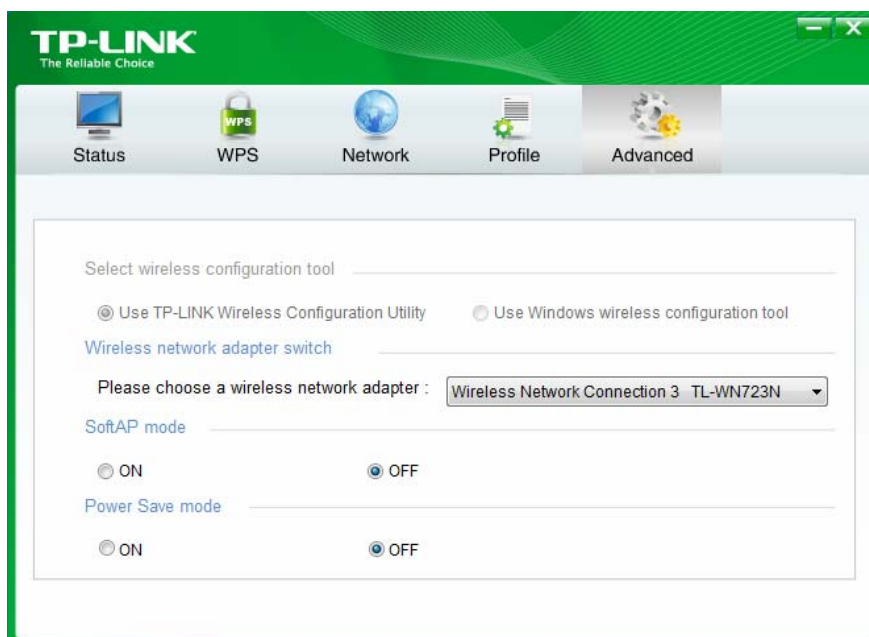 TP-LINK
The Reliable Choice
WPS
Status WPS Network Profile Advanced
Select wireless configuration tool
Use TP-LINK Wireless Configuration Utility Use Windows wireless configuration tool
Wireless network adapter switch
Please choose a wireless network adapter : Wireless Network Connection 3 TL-WN723N
SoftAP mode
ON OFF
Power Save mode
ON OFF